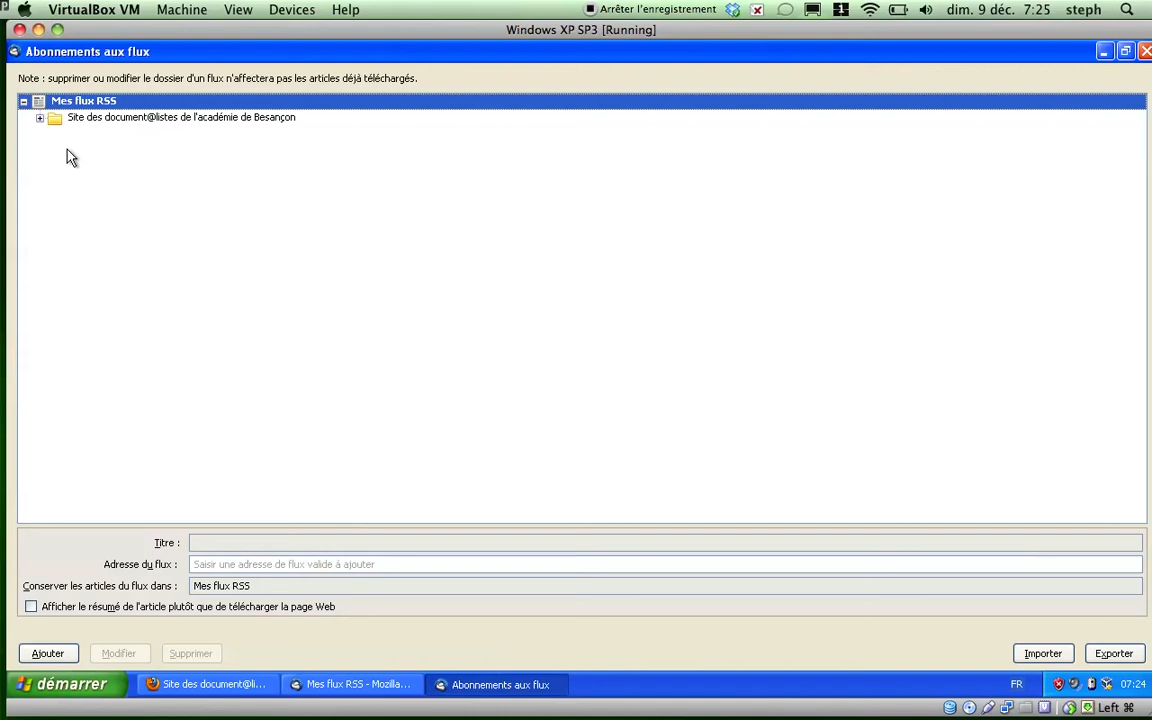 VirtualBox VM Machine View Devices Help Arrêter l'enregistrement 1 dim. 9 déc. 7:25 steph
Windows XP SP3 [Running]
Abonnements aux flux
Note : supprimer ou modifier le dossier d'un flux n'affectera pas les articles déjà téléchargés.
Mes flux RSS
Site des document@listes de l'académie de Besançon
Titre :
Adresse du flux : Saisir une adresse de flux valide à ajouter
Conserver les articles du flux dans : Mes flux RSS
Afficher le résumé de l'article plutôt que de télécharger la page Web
Ajouter Modifier Supprimer Importer Exporter
démarrer Site des document@li... Mes flux RSS - Mozilla... Abonnements aux flux FR 07:24
Left ⌘